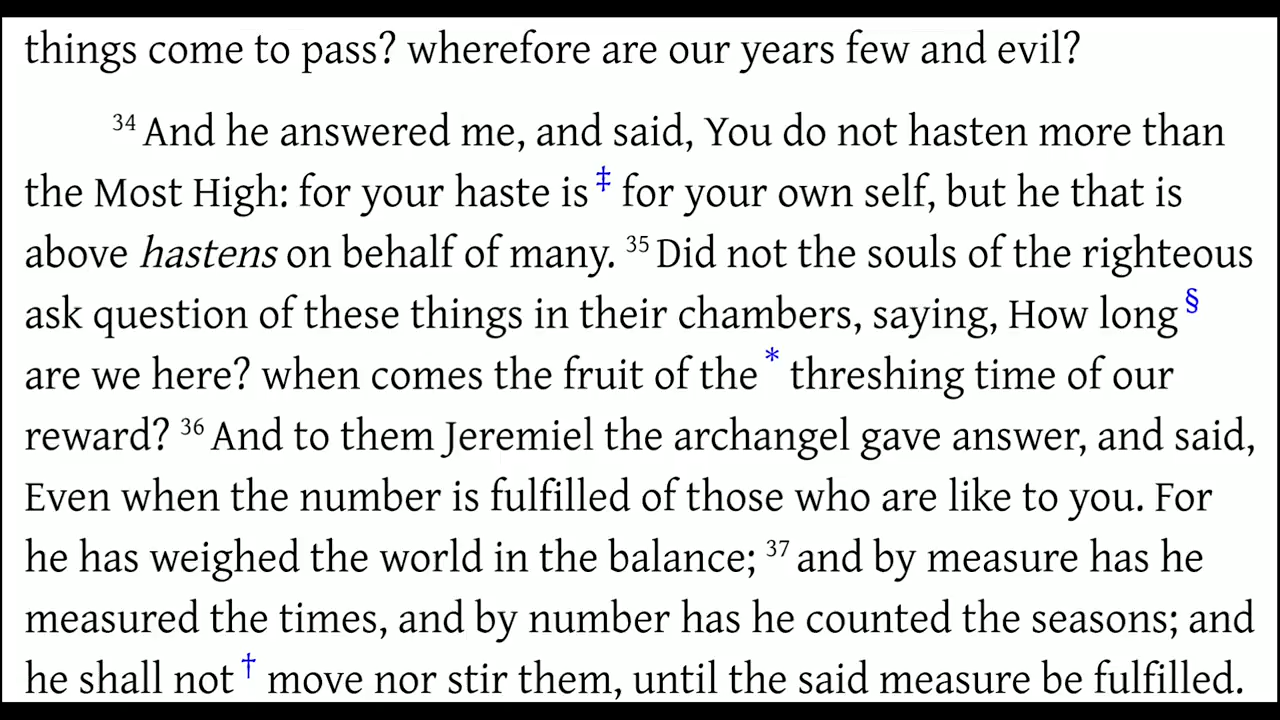 things come to pass? wherefore are our years few and evil?
34 And he answered me, and said, You do not hasten more than
the Most High: for your haste is ‡ for your own self, but he that is
above hastens on behalf of many. 35 Did not the souls of the righteous
ask question of these things in their chambers, saying, How long §
are we here? when comes the fruit of the * threshing time of our
reward? 36 And to them Jeremiel the archangel gave answer, and said,
Even when the number is fulfilled of those who are like to you. For
he has weighed the world in the balance; 37 and by measure has he
measured the times, and by number has he counted the seasons; and
he shall not † move nor stir them, until the said measure be fulfilled.